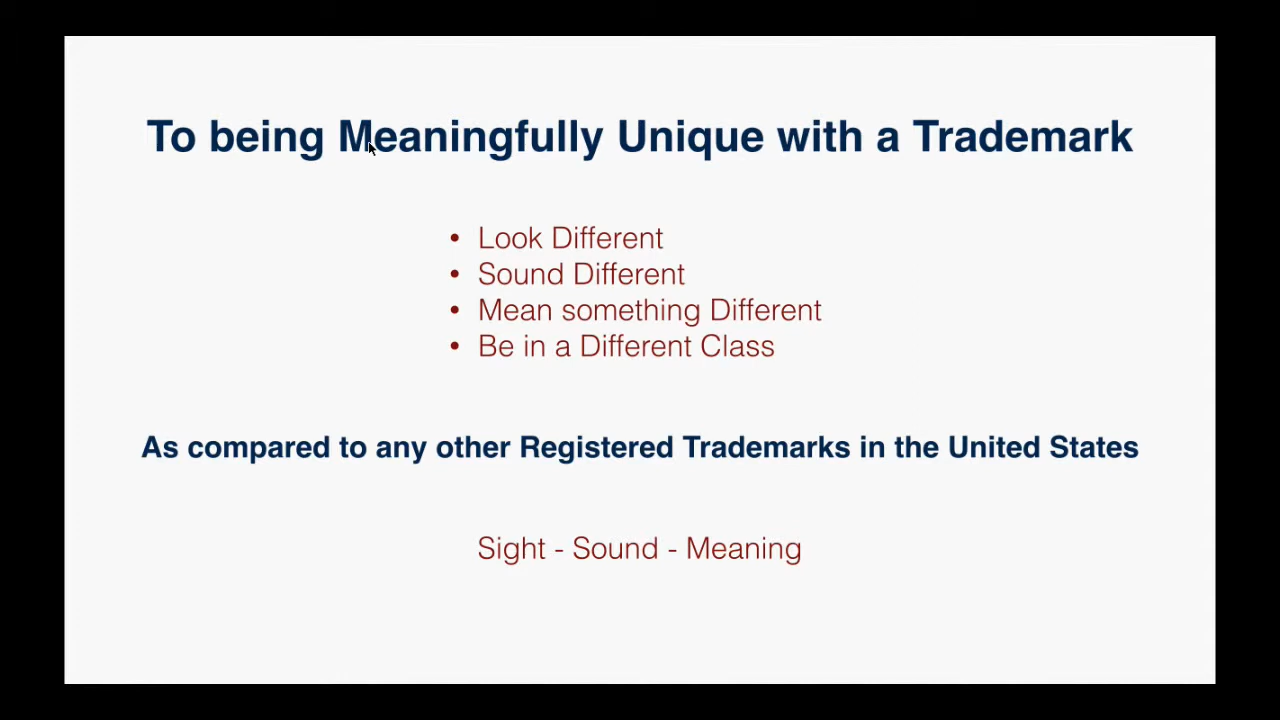 To being Meaningfully Unique with a Trademark
• Look Different
• Sound Different
• Mean something Different
• Be in a Different Class
As compared to any other Registered Trademarks in the United States
Sight - Sound - Meaning